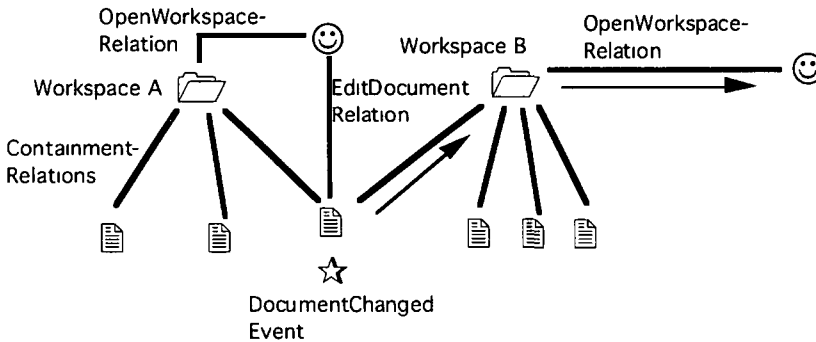 OpenWorkspace-
Relation
Workspace A
Containment-
Relations
EditDocument
Relation
Workspace B
OpenWorkspace-
Relation
DocumentChanged
Event